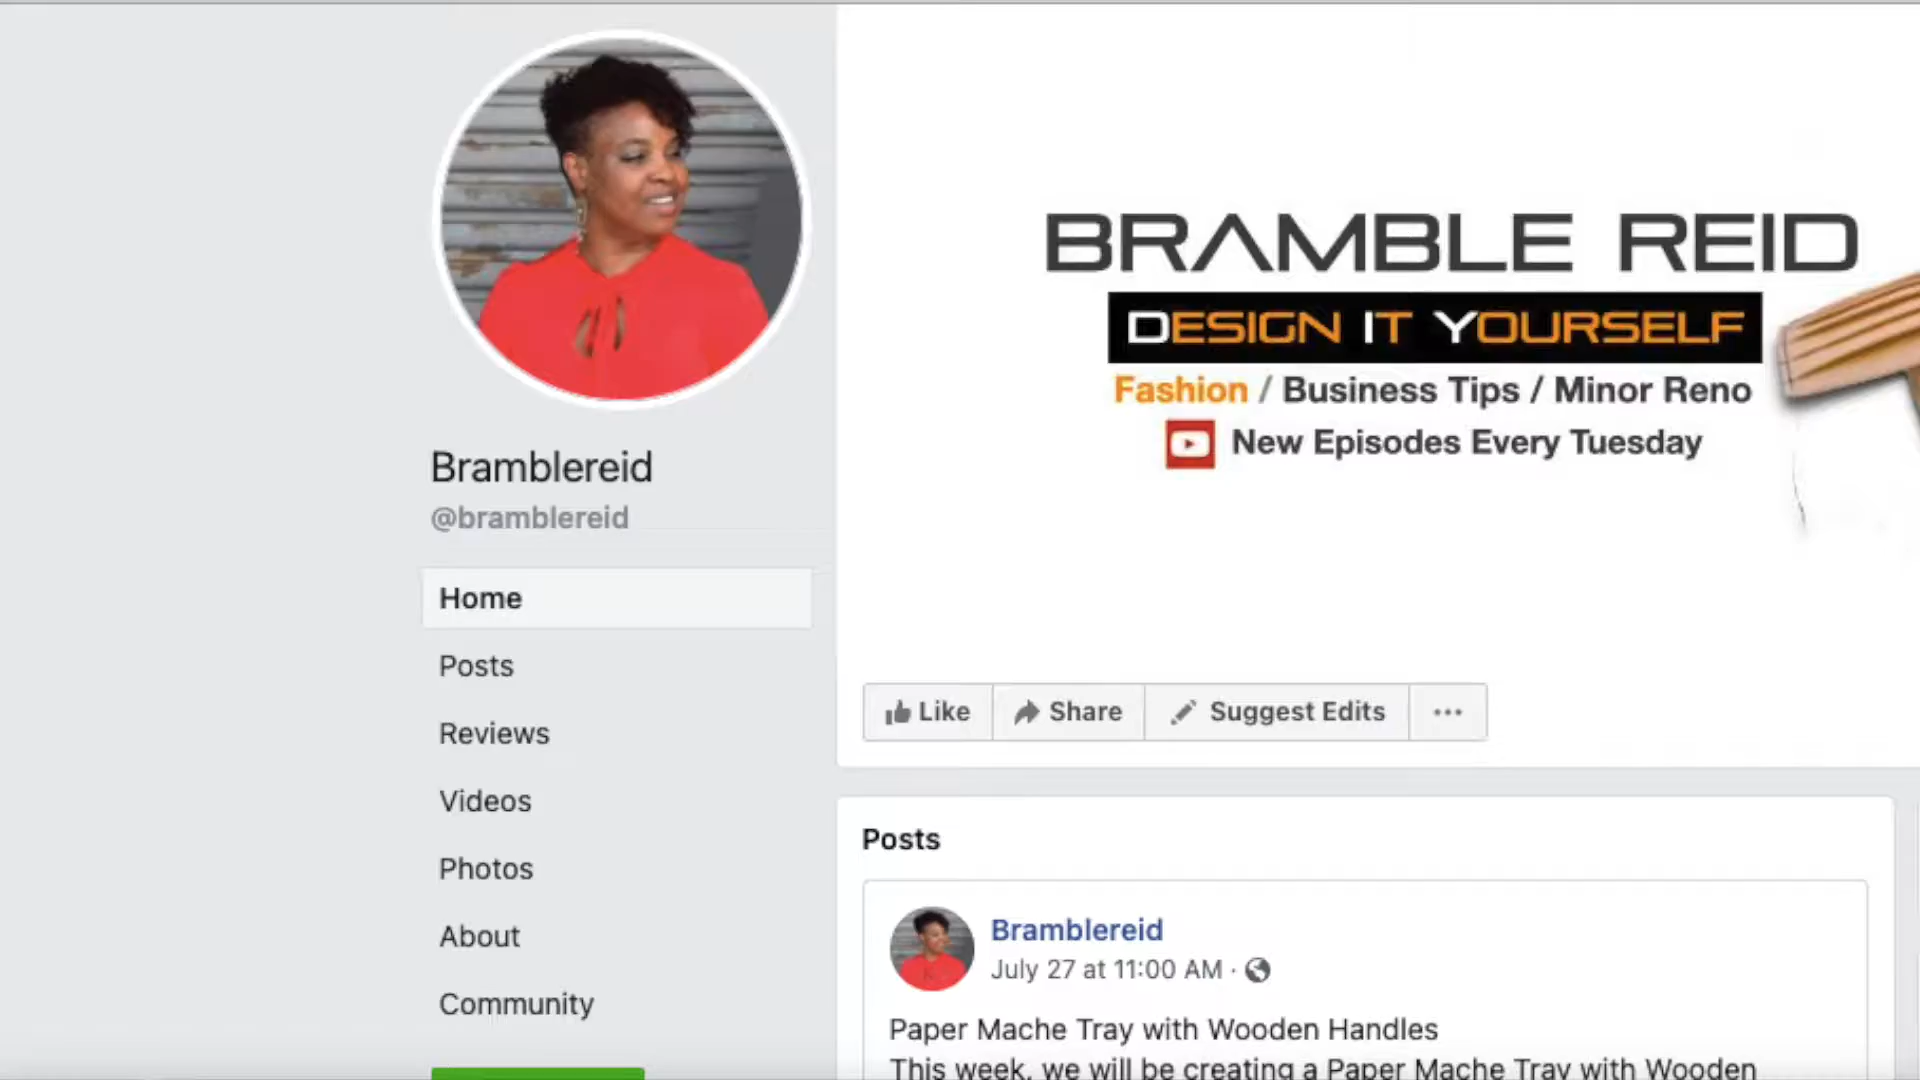 Bramblereid
@bramblereid
Home
Posts
Reviews
Videos
Photos
About
Community
BRAMBLE REID
DESIGN IT YOURSELF
Fashion / Business Tips / Minor Reno
New Episodes Every Tuesday
Like Share Suggest Edits ...
Posts
Bramblereid
July 27 at 11:00 AM ·
Paper Mache Tray with Wooden Handles
This week, we will be creating a Paper Mache Tray with Wooden